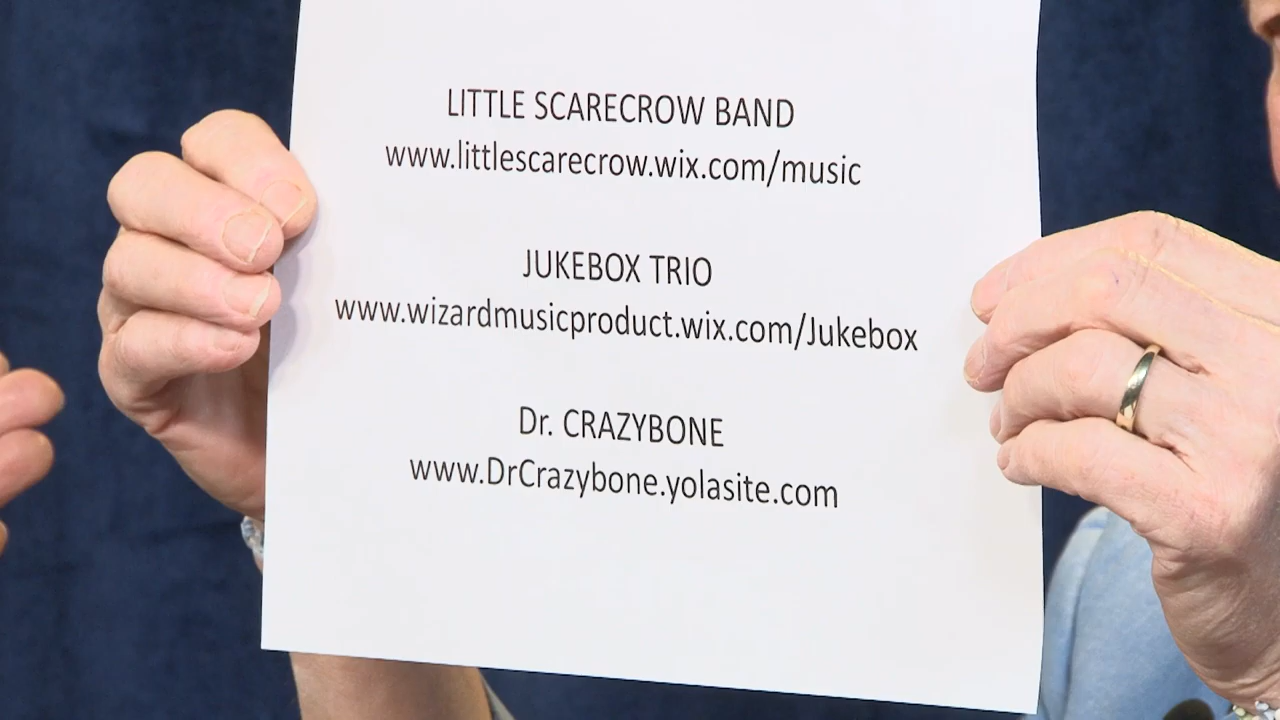 LITTLE SCARECROW BAND
www.littlescarecrow.wix.com/music
JUKEBOX TRIO
www.wizardmusicproduct.wix.com/Jukebox
Dr. CRAZYBONE
www.DrCrazybone.yolasite.com